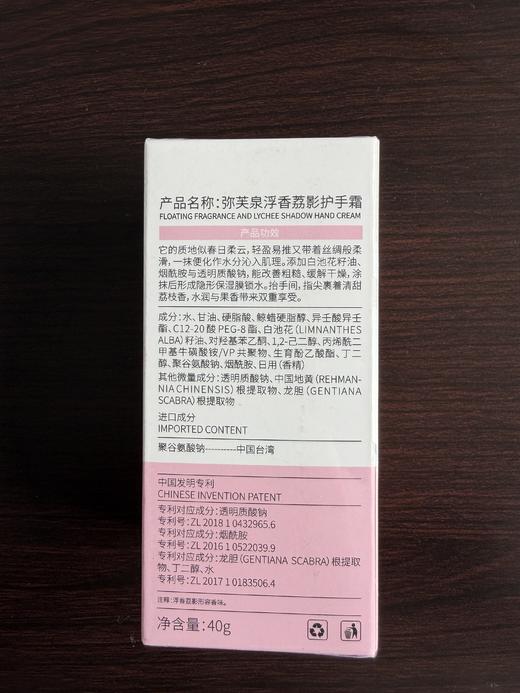 产品名称：弥芙泉浮香荔影护手霜
FLOATING FRAGRANCE AND LYCHEE SHADOW HAND CREAM
产品功效
它的质地似春日柔云，轻盈易推又带着丝绸般柔
滑，一抹便化作水分沁入肌理。添加白池花籽油、
烟酰胺与透明质酸钠，能改善粗糙、缓解干燥，涂
抹后形成隐形保湿膜锁水。抬手间，指尖裹着清甜
荔枝香，水润与果香带来双重享受。
成分：水、甘油、硬脂酸、鲸蜡硬脂醇、异壬酸异壬
酯、C12-20酸PEG-8酯、白池花（LIMNANTHES
ALBA）籽油、对羟基苯乙酮、1,2-己二醇、丙烯酰二
甲基牛磺酸铵/VP共聚物、生育酚乙酸酯、丁二
醇、聚谷氨酸钠、烟酰胺、日用（香精）
其他微量成分：透明质酸钠、中国地黄（REHMAN-
NIA CHINENSIS）根提取物、龙胆（GENTIANA
SCABRA）根提取物
进口成分
IMPORTED CONTENT
聚谷氨酸钠----------中国台湾
中国发明专利
CHINESE INVENTION PATENT
专利对应成分：透明质酸钠
专利号：ZL 2018 1 0432965.6
专利对应成分：烟酰胺
专利号：ZL 2016 1 0522039.9
专利对应成分：龙胆（GENTIANA SCABRA）根提取
物、丁二醇、水
专利号：ZL 2017 1 0183506.4
注释：浮香荔影形容香味。
净含量：40g